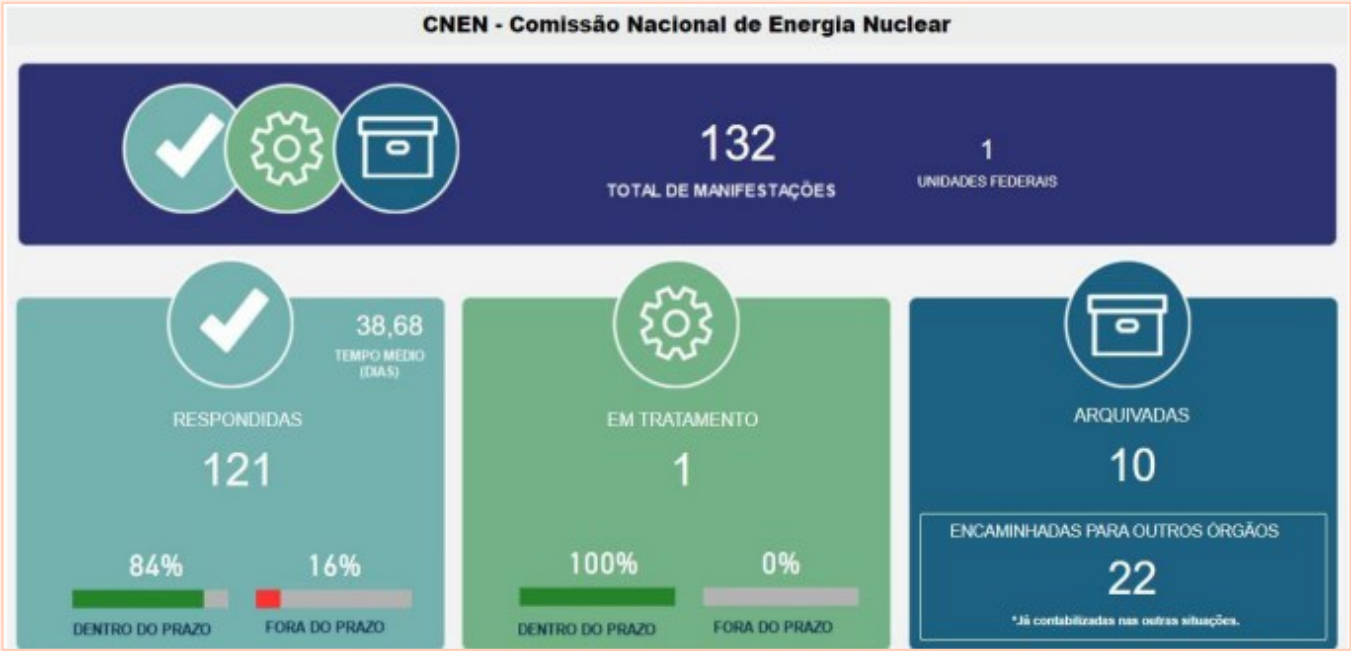 CNEN - Comissão Nacional de Energia Nuclear
132
TOTAL DE MANIFESTAÇÕES
1
UNIDADES FEDERAIS
38,68
TEMPO MÉDIO
(DIAS)
RESPONDIDAS
121
84%
DENTRO DO PRAZO
16%
FORA DO PRAZO
EM TRATAMENTO
1
100%
DENTRO DO PRAZO
0%
FORA DO PRAZO
ARQUIVADAS
10
ENCAMINHADAS PARA OUTROS ÓRGÃOS
22
*Já contabilizadas nas outras situações.